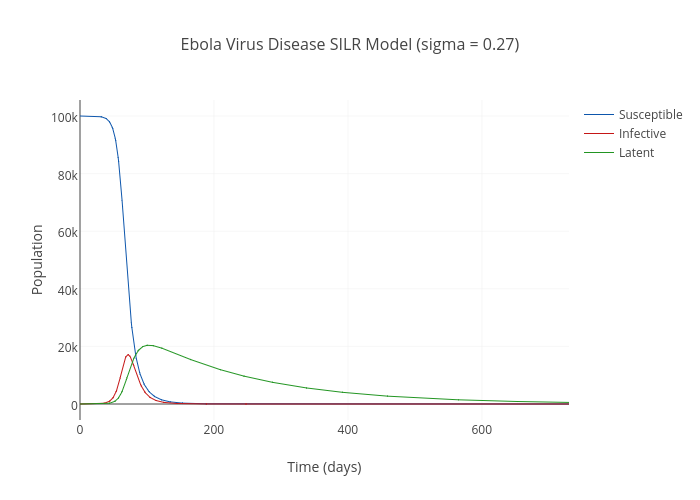 Ebola Virus Disease SILR Model (sigma = 0.27)
100k
80k
60k
40k
20k
0
0
200
400
600
Population
Time (days)
Susceptible
Infective
Latent